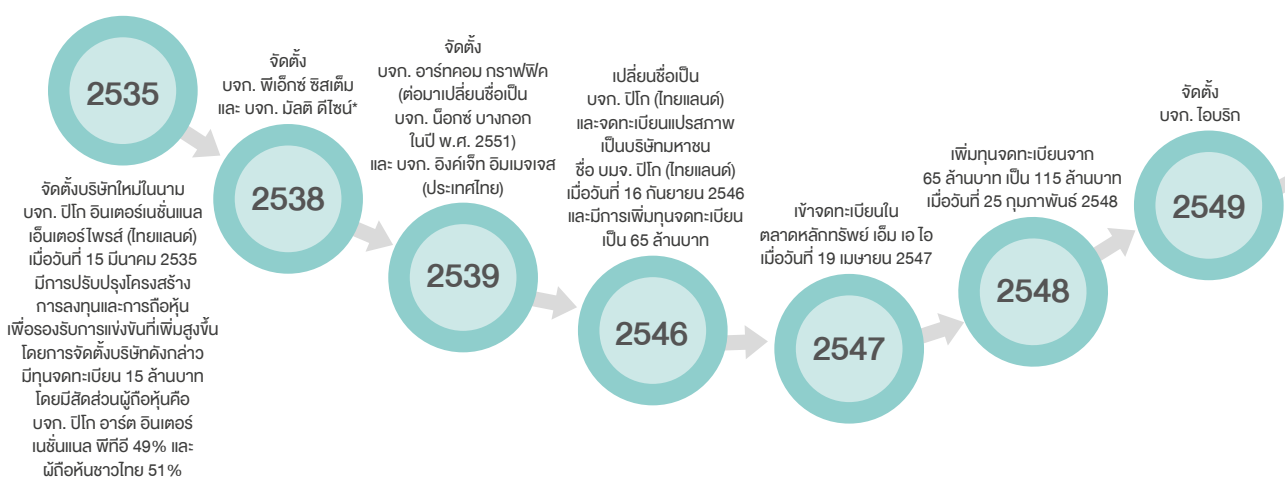 2535
จัดตั้งบริษัทใหม่ในนาม
บจก. ปิโก อินเตอร์เนชั่นแนล
เอ็นเตอร์ไพรส์ (ไทยแลนด์)
เมื่อวันที่ 15 มีนาคม 2535
มีการปรับปรุงโครงสร้าง
การลงทุนและการถือหุ้น
เพื่อรองรับการแข่งขันที่เพิ่มสูงขึ้น
โดยการจัดตั้งบริษัทดังกล่าว
มีทุนจดทะเบียน 15 ล้านบาท
โดยมีสัดส่วนผู้ถือหุ้นคือ
บจก. ปิโก อาร์ต อินเตอร์
เนชั่นแนล พีทีอี 49% และ
ผู้ถือหุ้นชาวไทย 51%
จัดตั้ง
บจก. พีเอ็กซ์ ซิสเต็ม
และ บจก. มัลติ ดีไซน์*
2538
จัดตั้ง
บจก. อาร์ทคอม กราฟฟิค
(ต่อมาเปลี่ยนชื่อเป็น
บจก. น็อกซ์ บางกอก
ในปี พ.ศ. 2551)
และ บจก. อิงค์เจ็ท อิมเมจเจส
(ประเทศไทย)
2539
เปลี่ยนชื่อเป็น
บจก. ปิโก (ไทยแลนด์)
และจดทะเบียนแปรสภาพ
เป็นบริษัทมหาชน
ชื่อ บมจ. ปิโก (ไทยแลนด์)
เมื่อวันที่ 16 กันยายน 2546
และมีการเพิ่มทุนจดทะเบียน
เป็น 65 ล้านบาท
2546
เข้าจดทะเบียนใน
ตลาดหลักทรัพย์ เอ็ม เอ ไอ
เมื่อวันที่ 19 เมษายน 2547
2547
เพิ่มทุนจดทะเบียนจาก
65 ล้านบาท เป็น 115 ล้านบาท
เมื่อวันที่ 25 กุมภาพันธ์ 2548
2548
จัดตั้ง
บจก. ไอบริก
2549